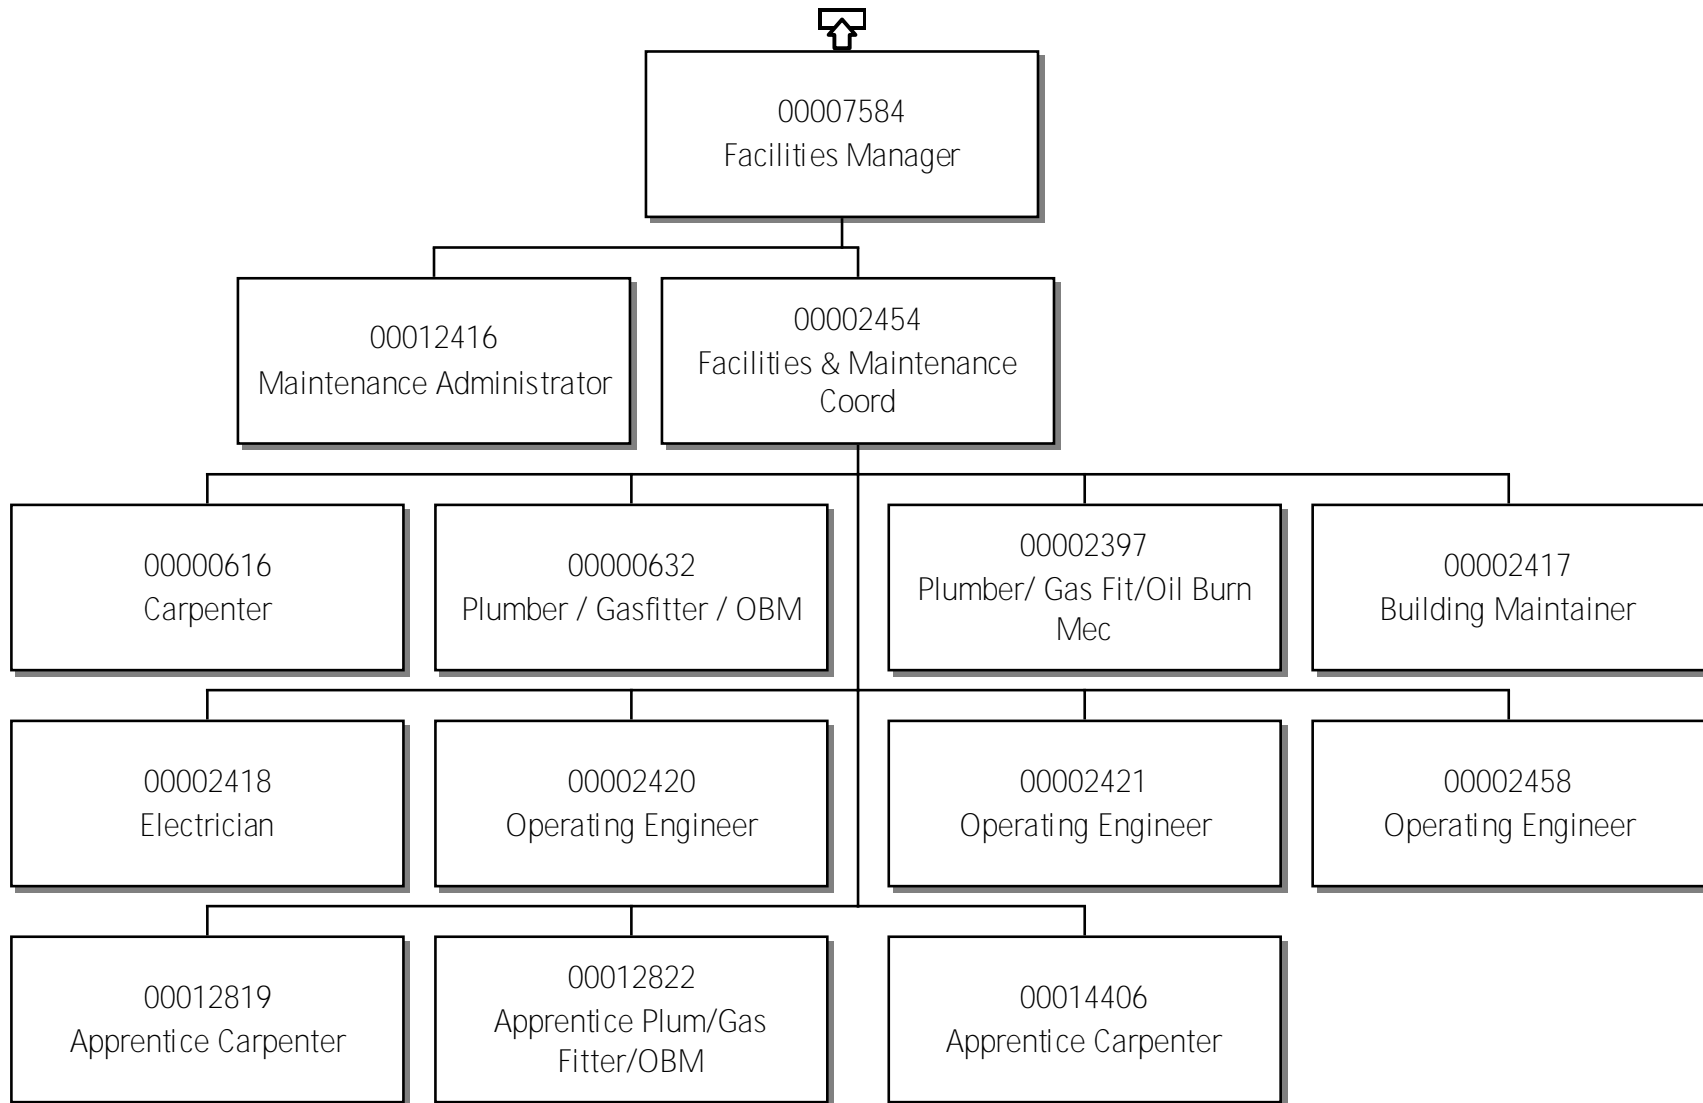 00007584
Facilities Manager
00012416
Maintenance Administrator
00002454
Facilities & Maintenance
Coord
00000616
Carpenter
00000632
Plumber / Gasfitter / OBM
00002397
Plumber/ Gas Fit/Oil Burn
Mec
00002417
Building Maintainer
00002418
Electrician
00002420
Operating Engineer
00002421
Operating Engineer
00002458
Operating Engineer
00012819
Apprentice Carpenter
00012822
Apprentice Plum/Gas
Fitter/OBM
00014406
Apprentice Carpenter